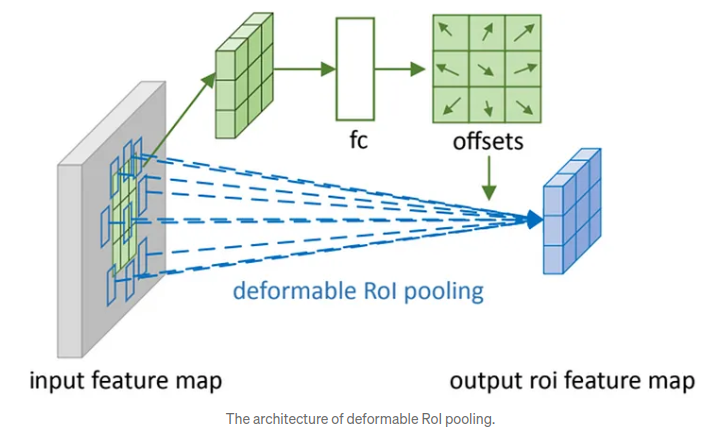 fc
offsets
deformable RoI pooling
input feature map
output roi feature map
The architecture of deformable RoI pooling.